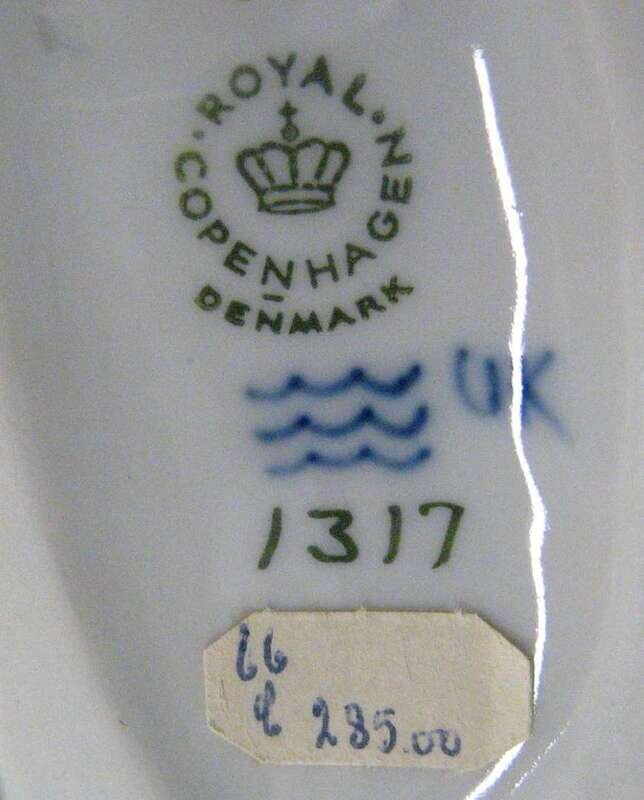 ROYAL
COPENHAGEN
DENMARK
UK
1317
66
285.00